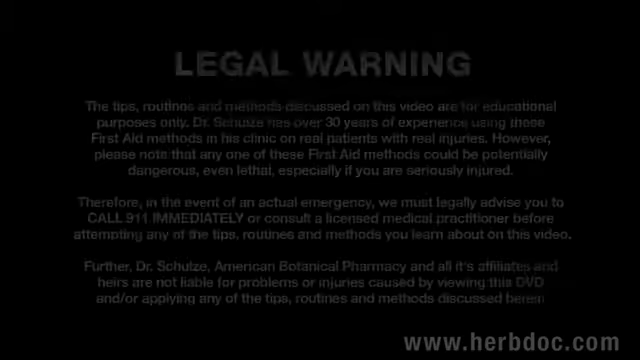 LEGAL WARNING
The tips, routines and methods discussed on this video are for educational
purposes only. Dr. Schulze has over 30 years of experience using these
First Aid methods in his clinic on real patients with real injuries. However,
please note that any one of these First Aid methods could be potentially
dangerous, even lethal, especially if you are seriously injured.
Therefore, in the event of an actual emergency, we must legally advise you to
CALL 911 IMMEDIATELY or consult a licensed medical practitioner before
attempting any of the tips, routines and methods you learn about on this video.
Further, Dr. Schulze, American Botanical Pharmacy and all it's affiliates and
heirs are not liable for problems or injuries caused by viewing this DVD
and/or applying any of the tips, routines and methods discussed herein
www.herbdoc.com